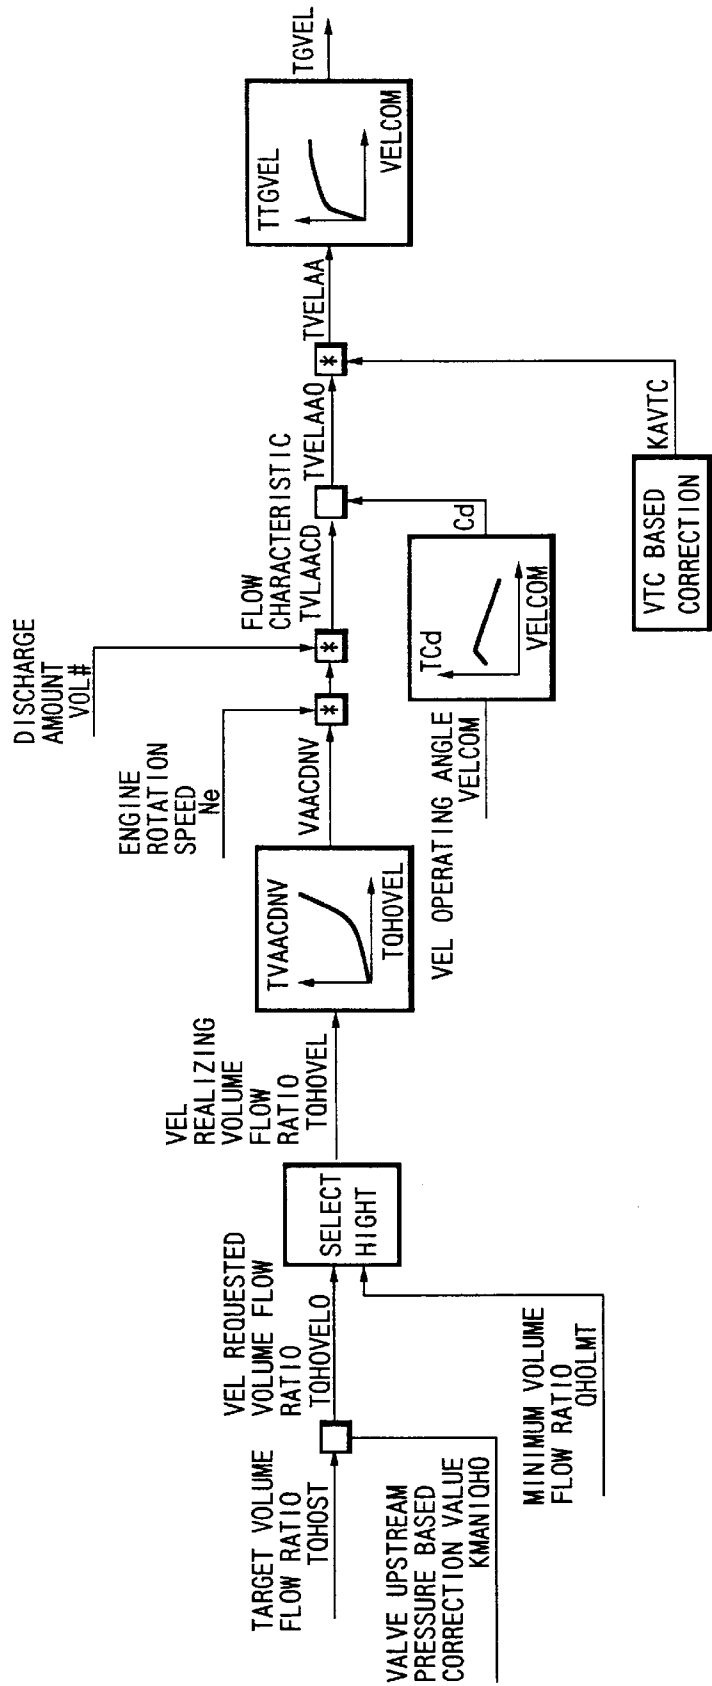 TARGET VOLUME
FLOW RATIO
TQHOST
VALVE UPSTREAM
PRESSURE BASED
CORRECTION VALUE
KMANIQHO
VEL REQUESTED
VOLUME FLOW
RATIO
TQHOVELO
MINIMUM VOLUME
FLOW RATIO
QHOLMT
SELECT
HIGHT
VEL
REALIZING
VOLUME
FLOW
RATIO
TQHOVEL
TVAACDNV
TQHOVEL
VAACDNV
ENGINE
ROTATION
SPEED
Ne
DISCHARGE
AMOUNT
VOL#
*
*
FLOW
CHARACTERISTIC
TVLAACD
VEL OPERATING ANGLE
VELCOM
TCd
VELCOM
Cd
TVELAAO
*
VTC BASED
CORRECTION
KAVTC
TVELAA
TTGVEL
VELCOM
TGVEL